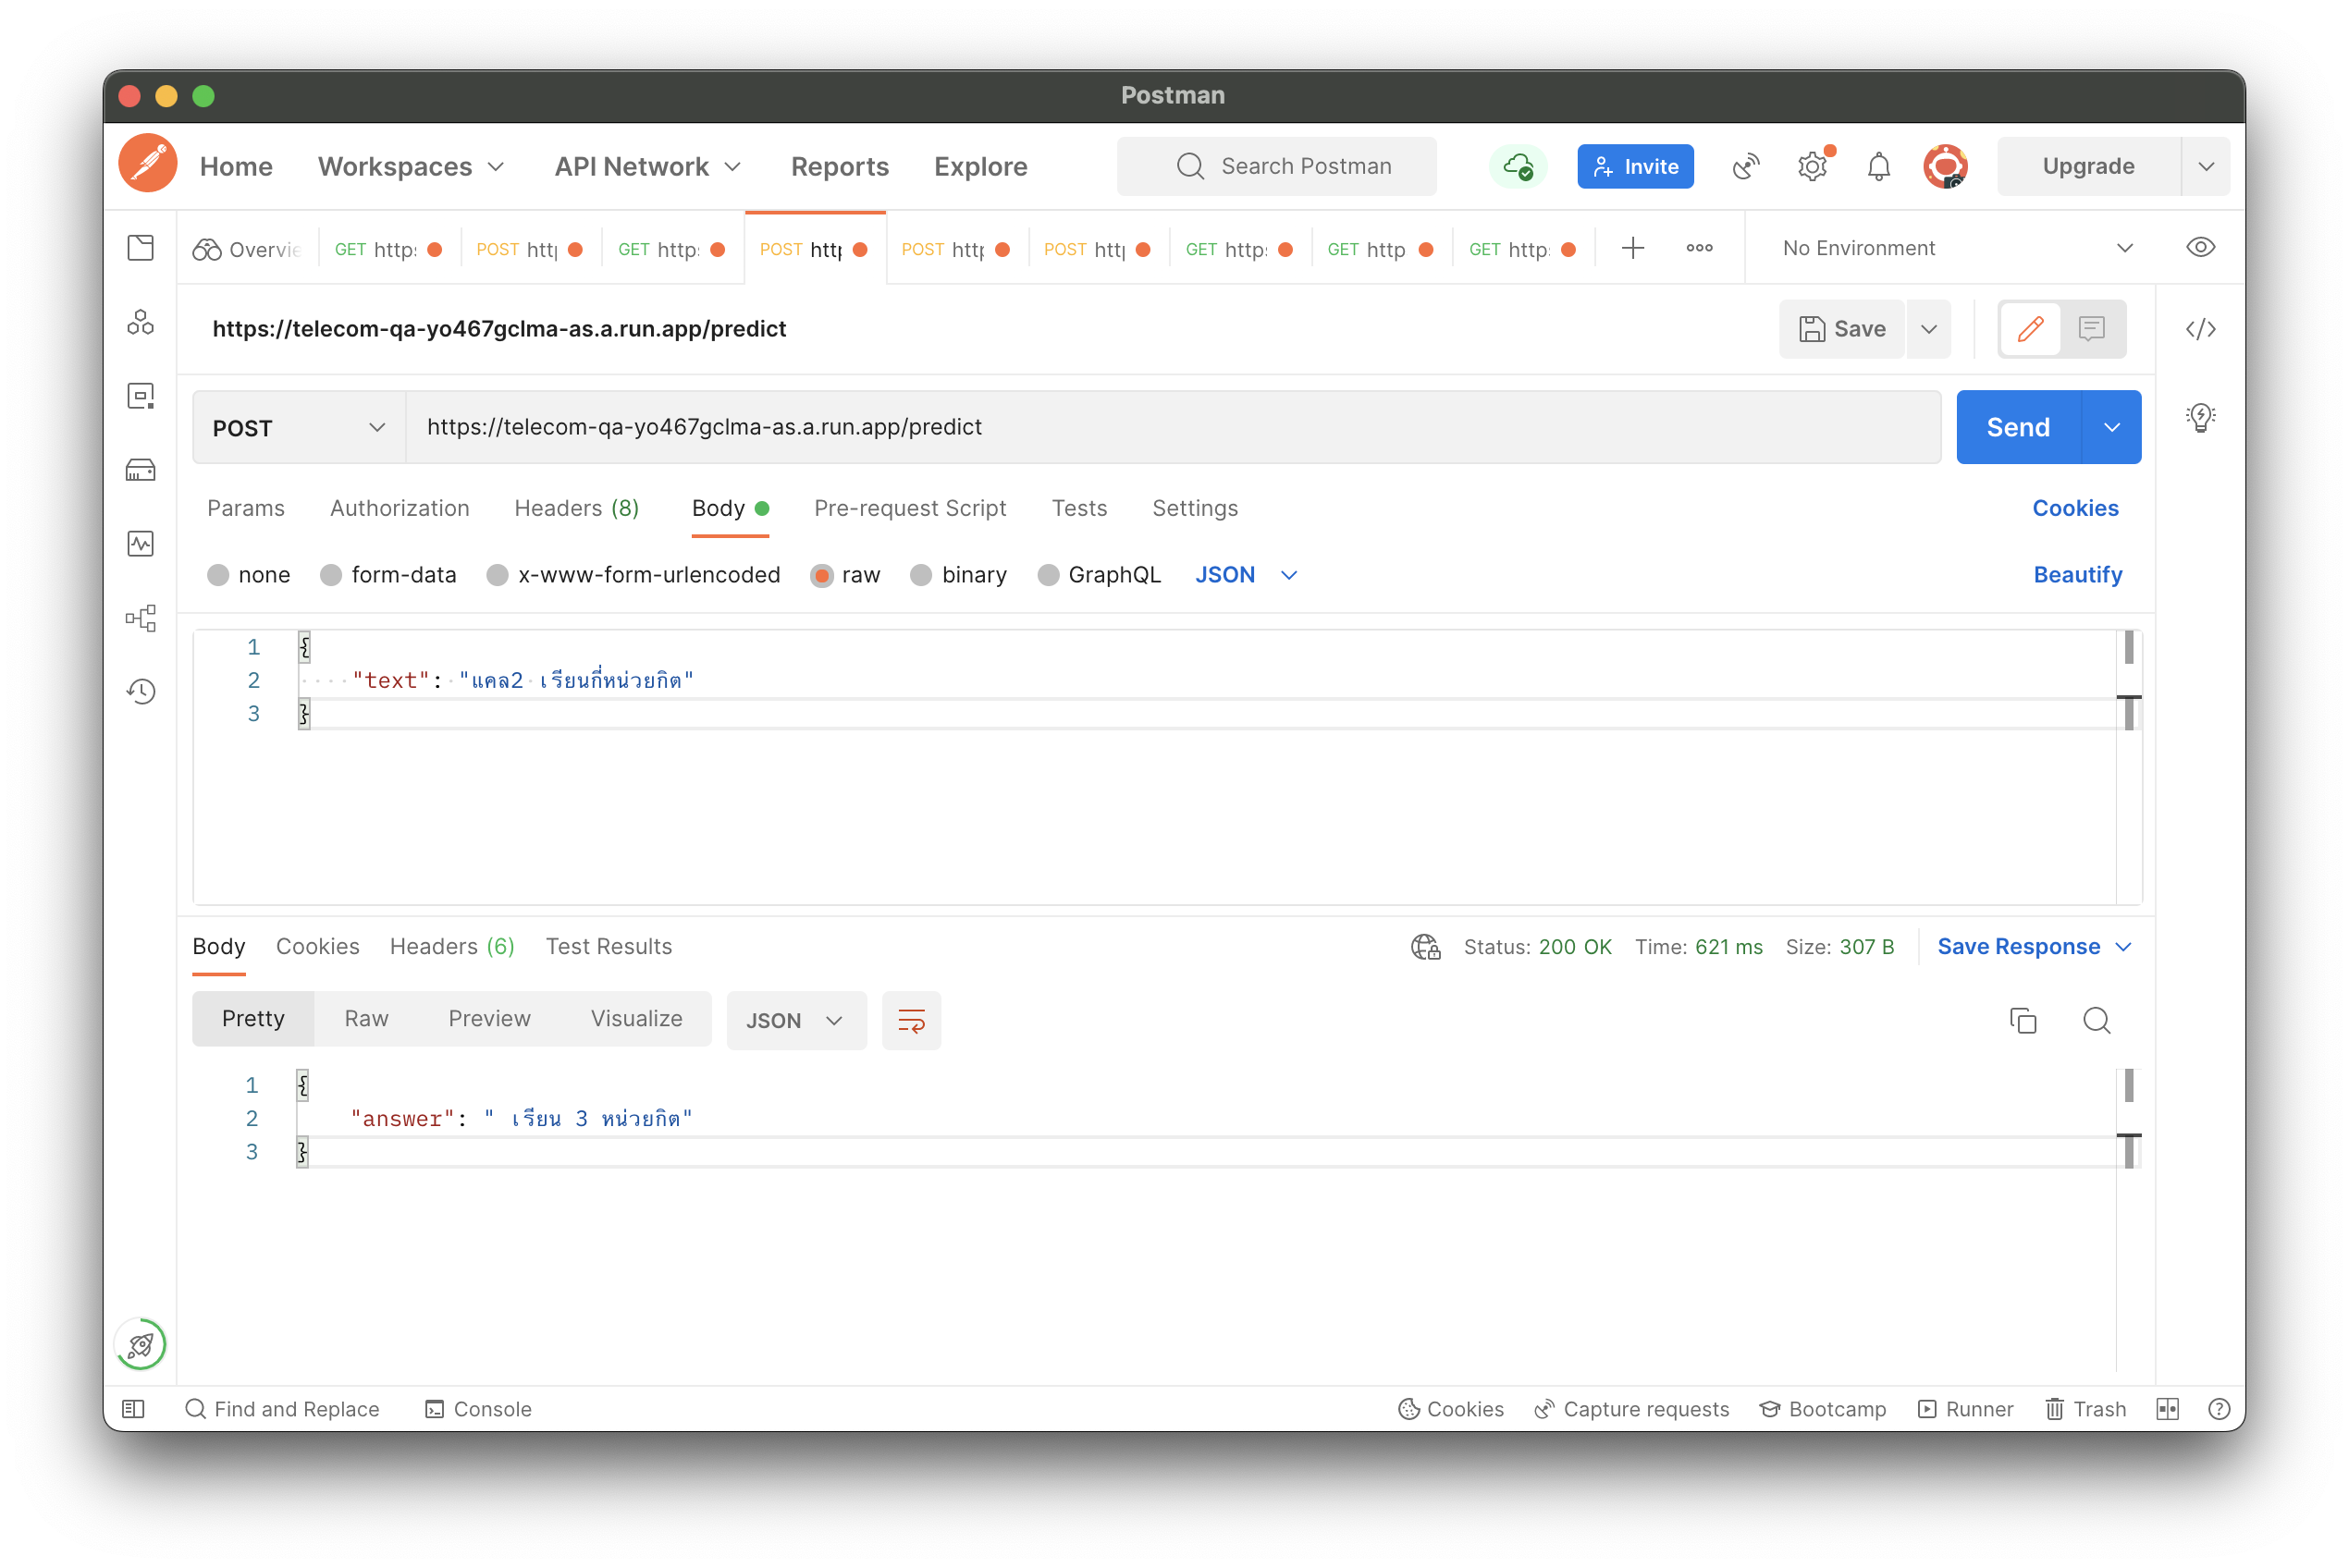 Postman
Home Workspaces API Network Reports Explore Search Postman Invite Upgrade
Overvie GET http: POST htt GET http: POST htt POST htt POST htt GET http: GET http GET http: No Environment
https://telecom-qa-yo467gclma-as.a.run.app/predict Save
POST https://telecom-qa-yo467gclma-as.a.run.app/predict Send
Params Authorization Headers (8) Body Pre-request Script Tests Settings Cookies
none form-data x-www-form-urlencoded raw binary GraphQL JSON Beautify
1 {
2 "text": "แคล2 เรียนกี่หน่วยกิต"
3 }
Body Cookies Headers (6) Test Results Status: 200 OK Time: 621 ms Size: 307 B Save Response
Pretty Raw Preview Visualize JSON
1 {
2 "answer": " เรียน 3 หน่วยกิต"
3 }
Find and Replace Console Cookies Capture requests Bootcamp Runner Trash